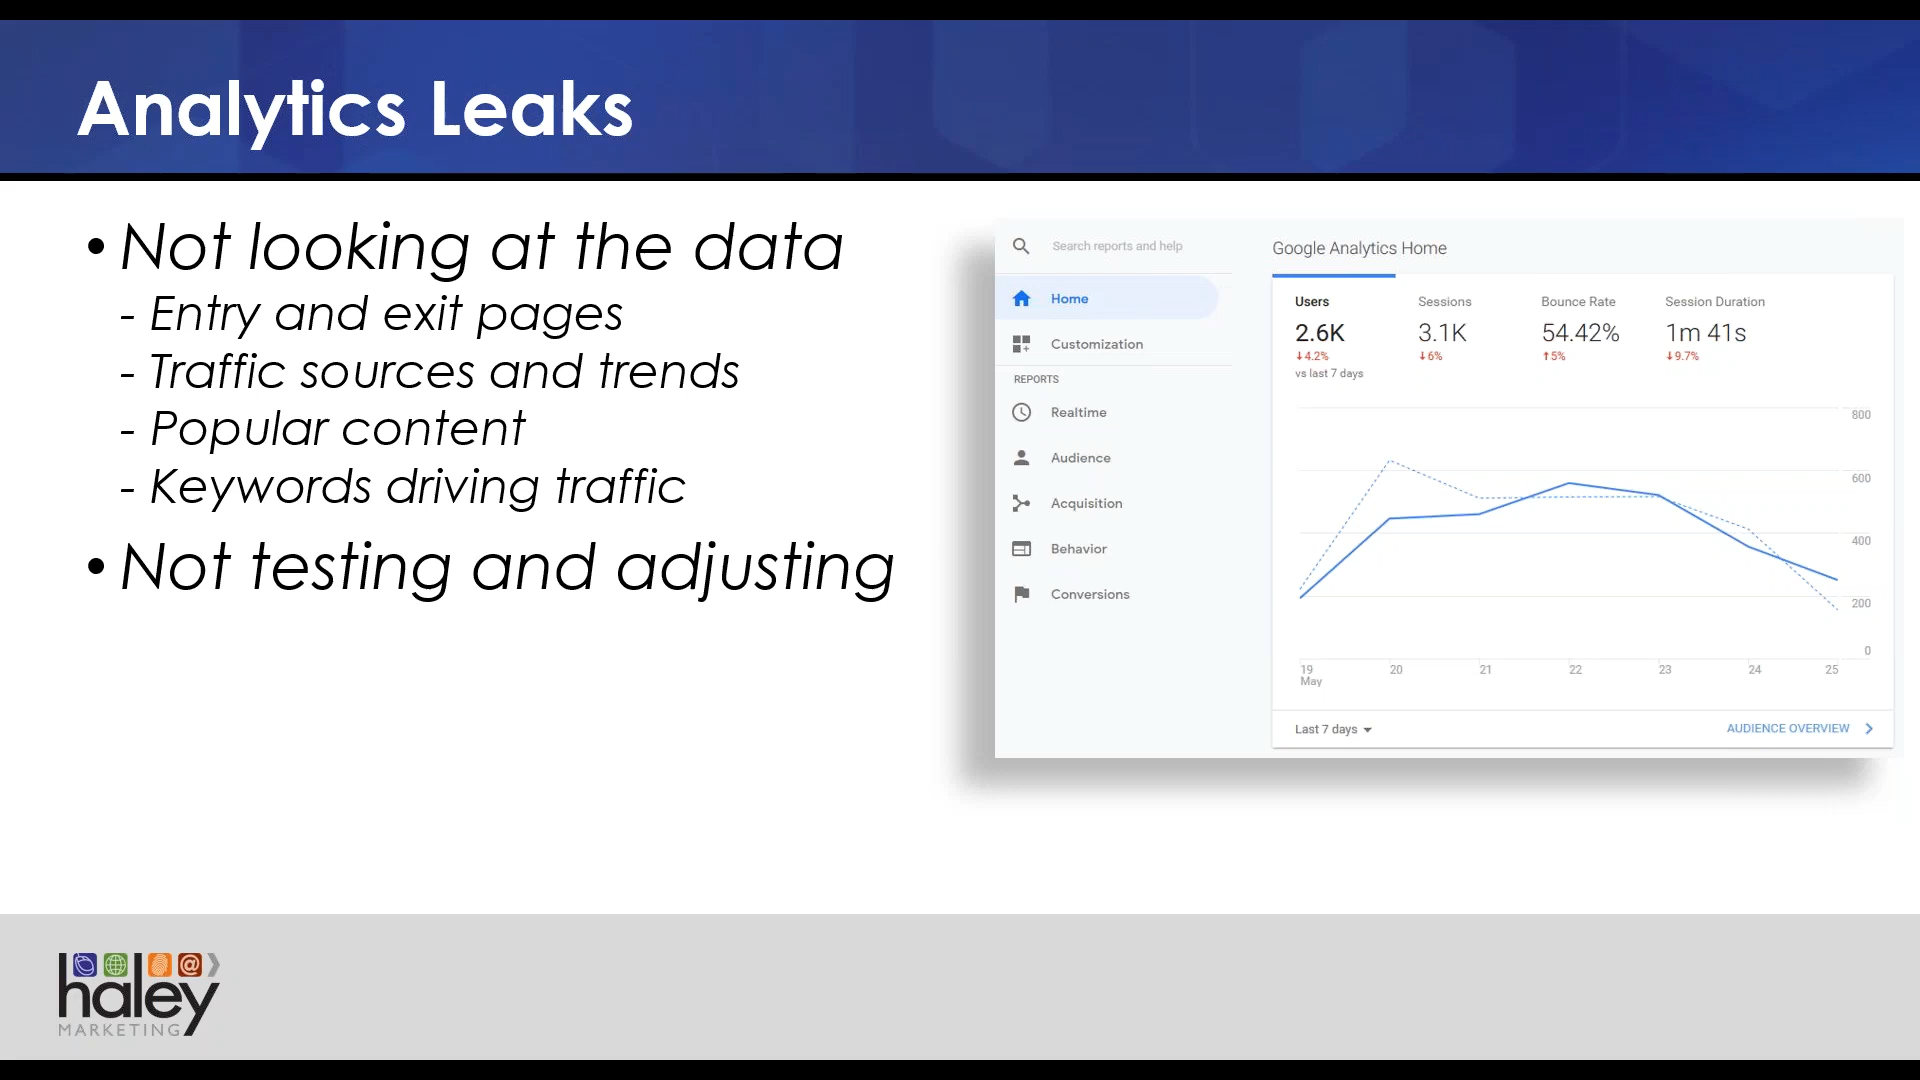 Analytics Leaks
• Not looking at the data
- Entry and exit pages
- Traffic sources and trends
- Popular content
- Keywords driving traffic
• Not testing and adjusting
Search reports and help
Home
Customization
REPORTS
Realtime
Audience
Acquisition
Behavior
Conversions
Google Analytics Home
Users Sessions Bounce Rate Session Duration
2.6K 3.1K 54.42% 1m 41s
↓4.2% ↓6% ↑5% ↓9.7%
vs last 7 days
800
600
400
200
0
19 20 21 22 23 24 25
May
Last 7 days
AUDIENCE OVERVIEW
@
haley
MARKETING